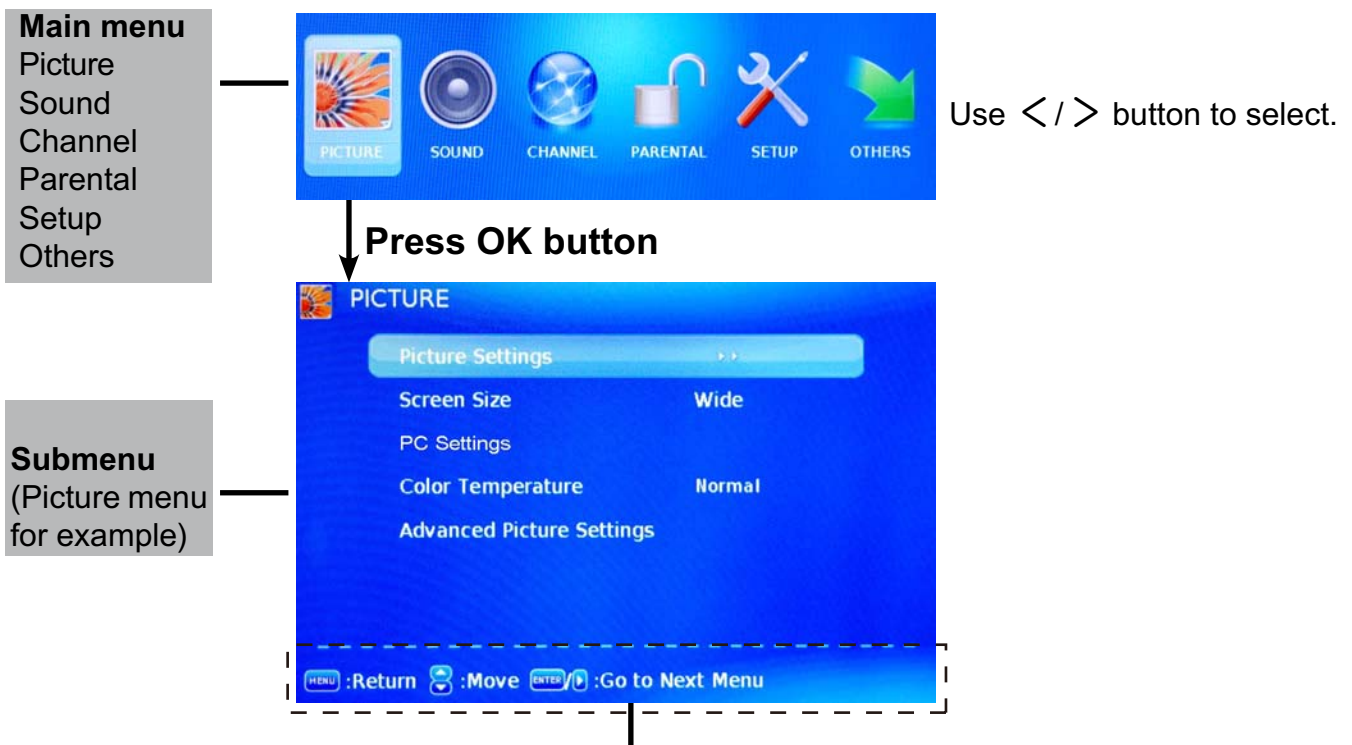 Main menu
Picture
Sound
Channel
Parental
Setup
Others
PICTURE SOUND CHANNEL PARENTAL SETUP OTHERS
Use < / > button to select.
Press OK button
PICTURE
Picture Settings
Screen Size Wide
PC Settings
Color Temperature Normal
Advanced Picture Settings
Submenu
(Picture menu
for example)
MENU :Return :Move ENTER/ :Go to Next Menu